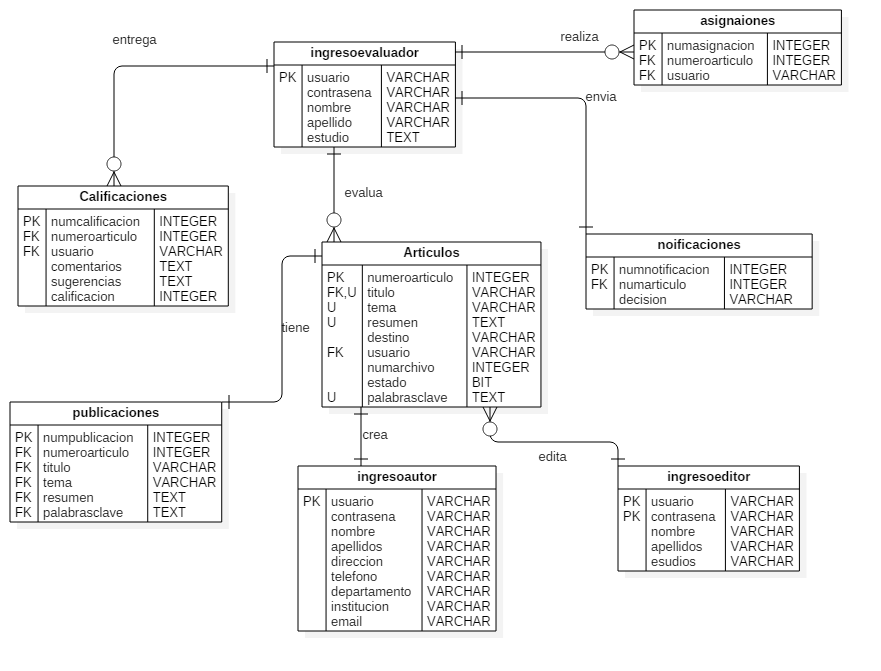 entrega
ingresoevaluador
PK usuario VARCHAR
contrasena VARCHAR
nombre VARCHAR
apellido VARCHAR
estudio TEXT
realiza
asignaiones
PK numasignacion INTEGER
FK numeroarticulo INTEGER
FK usuario VARCHAR
envia
evalua
Calificaciones
PK numcalificacion INTEGER
FK numeroarticulo INTEGER
FK usuario VARCHAR
comentarios TEXT
sugerencias TEXT
calificacion INTEGER
Articulos
PK numeroarticulo INTEGER
FK,U titulo VARCHAR
U tema VARCHAR
U resumen TEXT
destino VARCHAR
FK usuario VARCHAR
numarchivo INTEGER
estado BIT
U palabrasclave TEXT
noificaciones
PK numnotificacion INTEGER
FK numarticulo INTEGER
decision VARCHAR
tiene
publicaciones
PK numpublicacion INTEGER
FK numeroarticulo INTEGER
FK titulo VARCHAR
FK tema VARCHAR
FK resumen TEXT
FK palabrasclave TEXT
crea
edita
ingresoautor
PK usuario VARCHAR
contrasena VARCHAR
nombre VARCHAR
apellidos VARCHAR
direccion VARCHAR
telefono VARCHAR
departamento VARCHAR
institucion VARCHAR
email VARCHAR
ingresoeditor
PK usuario VARCHAR
PK contrasena VARCHAR
nombre VARCHAR
apellidos VARCHAR
esudios VARCHAR